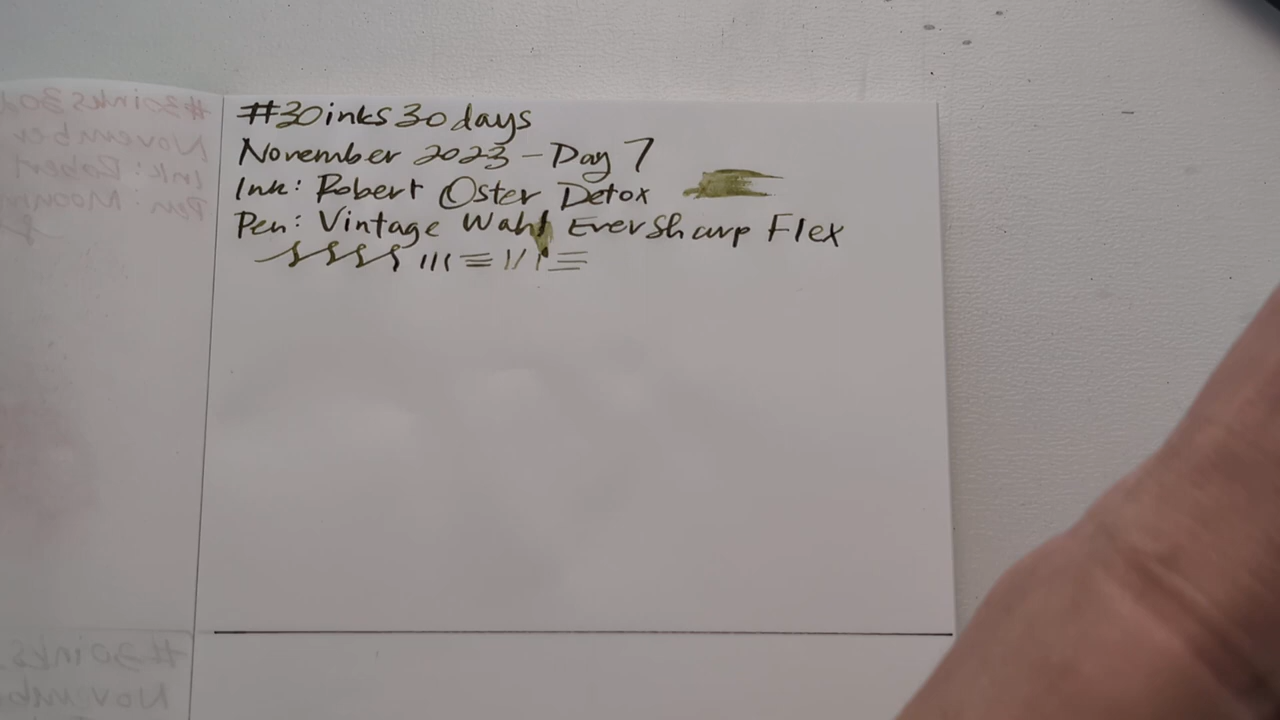 #30inks30days
November 2023 - Day 7
Ink: Robert Oster Detox
Pen: Vintage Wahl Eversharp Flex